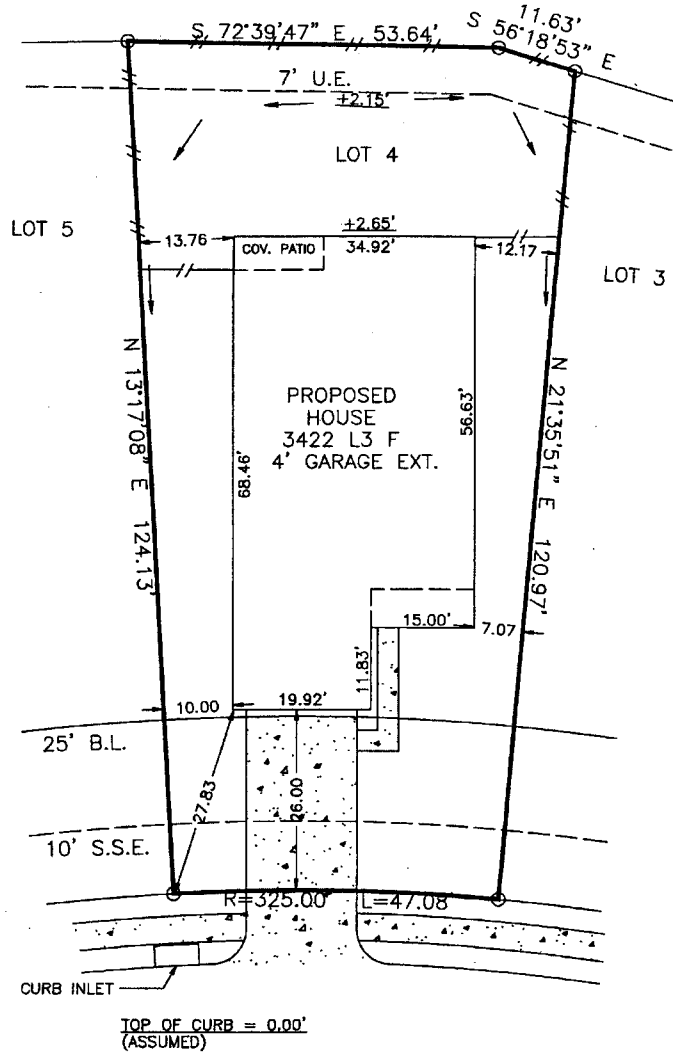 S 72°39'47" E 53.64'
11.63'
S 56°18'53" E
7' U.E.
+2.15'
LOT 4
LOT 5
+2.65'
13.76
COV. PATIO
34.92'
12.17
LOT 3
N 13°17'08" E 124.13'
N 21°35'51" E 120.97'
PROPOSED
HOUSE
3422 L3 F
4' GARAGE EXT.
56.63'
68.46'
15.00'
7.07
11.83'
10.00
19.92'
25' B.L.
27.83
26.00
10' S.S.E.
R=325.00' L=47.08
CURB INLET
TOP OF CURB = 0.00'
(ASSUMED)